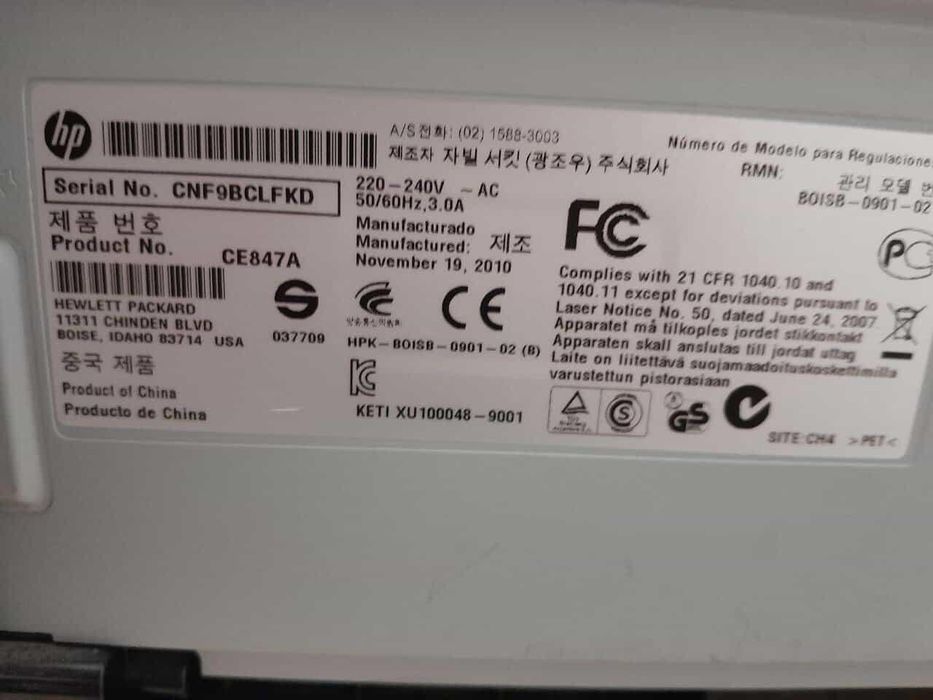 hp
A/S전화: (02) 1588-3003
제조자 자빌 서킷 (광조우) 주식회사
Número de Modelo para Regulacione
RMN:
관리 모델 번
BOISB-0901-02
Serial No. CNF9BCLFKD
220-240V ~ AC
50/60Hz,3.0A
제품 번호
Product No. CE847A
Manufacturado
Manufactured: 제조
November 19, 2010
FC
PC
HEWLETT PACKARD
11311 CHINDEN BLVD
BOISE, IDAHO 83714 USA
S
037709
CE
HPK-BOISB-0901-02 (B)
Complies with 21 CFR 1040.10 and
1040.11 except for deviations pursuant to
Laser Notice No. 50, dated June 24, 2007
Apparatet må tilkoples jordet stikkontakt
Apparaten skall anslutas till jordat uttag
Laite on liitettävä suojamaadoituskoskettimilla
varustettun pistorasiaan
중국 제품
Product of China
Producto de China
KETI XU100048-9001
S
GS
SITE:CH4 >PET<